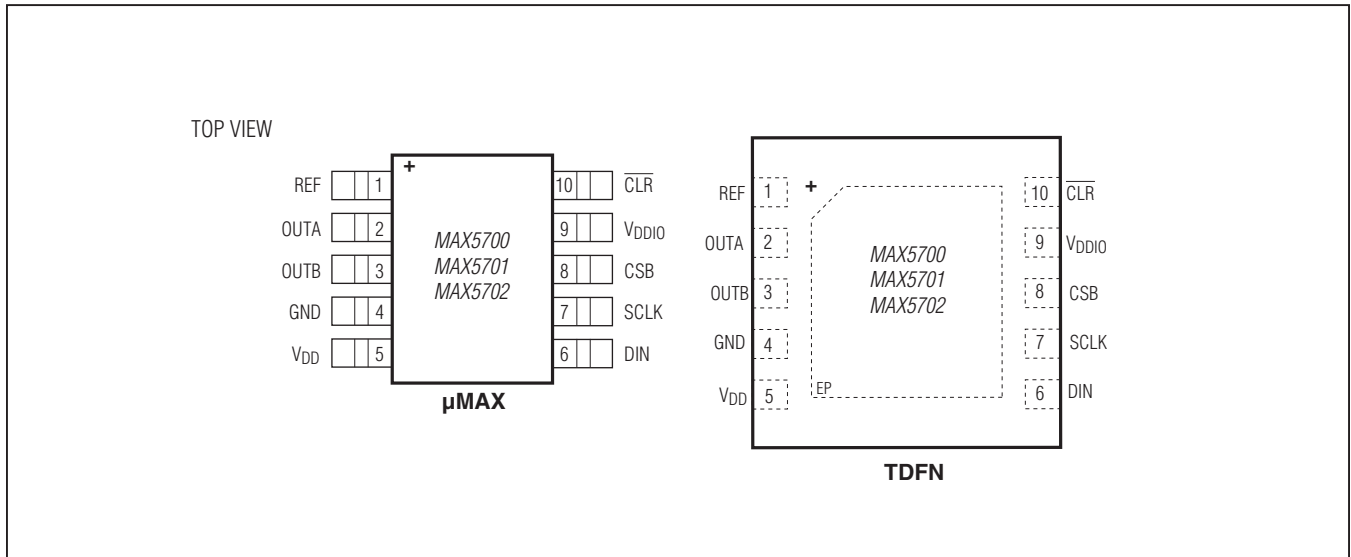 TOP VIEW
+
REF 1
OUTA 2
OUTB 3
GND 4
VDD 5
10 CLR
9 VDDIO
8 CSB
7 SCLK
6 DIN
MAX5700
MAX5701
MAX5702
µMAX
REF 1
OUTA 2
OUTB 3
GND 4
VDD 5
+
MAX5700
MAX5701
MAX5702
EP
10 CLR
9 VDDIO
8 CSB
7 SCLK
6 DIN
TDFN